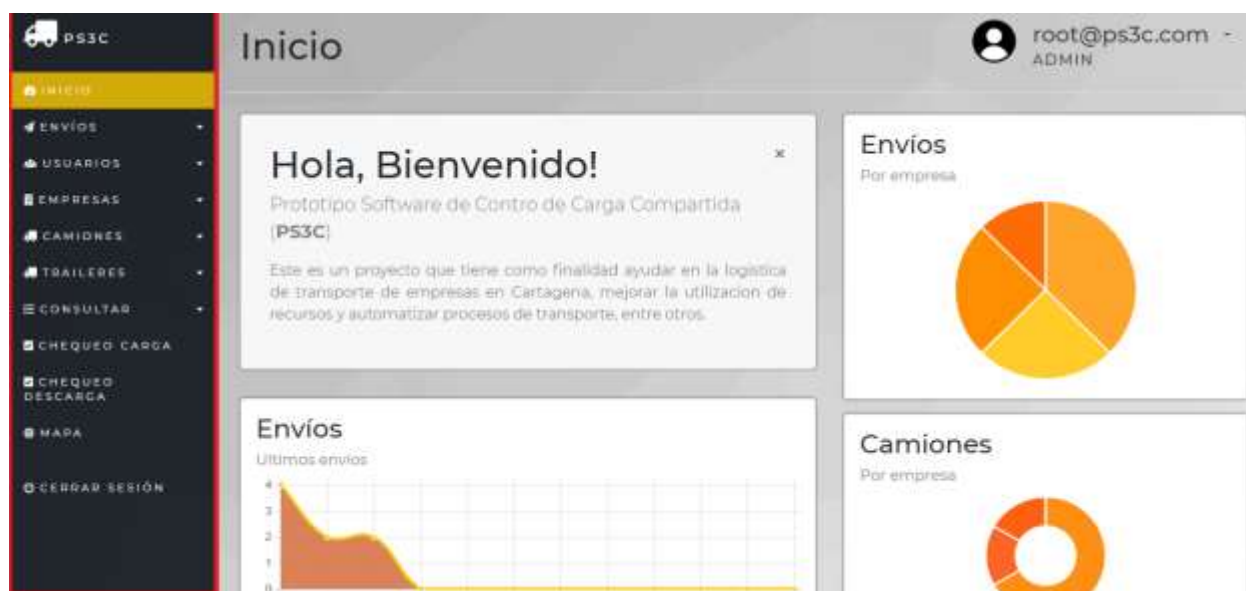 PS3C
INICIO
ENVÍOS
USUARIOS
EMPRESAS
CAMIONES
TRAILERES
CONSULTAR
CHEQUEO CARGA
CHEQUEO
DESCARGA
MAPA
CERRAR SESIÓN
Inicio
root@ps3c.com
ADMIN
Hola, Bienvenido!
×
Prototipo Software de Contro de Carga Compartida
(PS3C)
Este es un proyecto que tiene como finalidad ayudar en la logistica
de transporte de empresas en Cartagena, mejorar la utilizacion de
recursos y automatizar procesos de transporte, entre otros.
Envíos
Ultimos envios
4
3
2
1
0
Envíos
Por empresa
Camiones
Por empresa